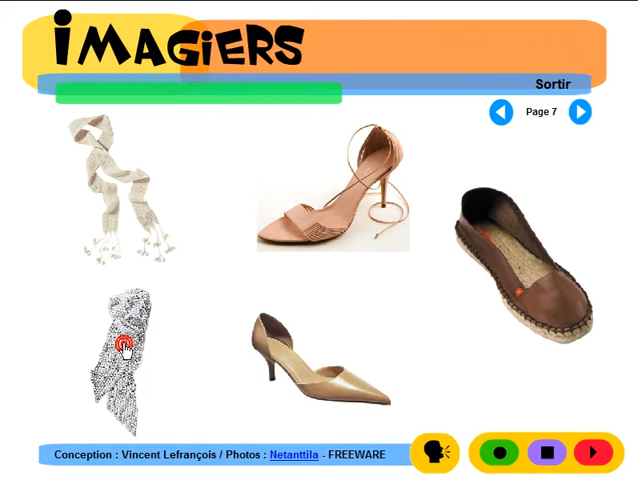 iMAGiERS
Sortir
Page 7
Conception : Vincent Lefrançois / Photos : Netanttila - FREEWARE